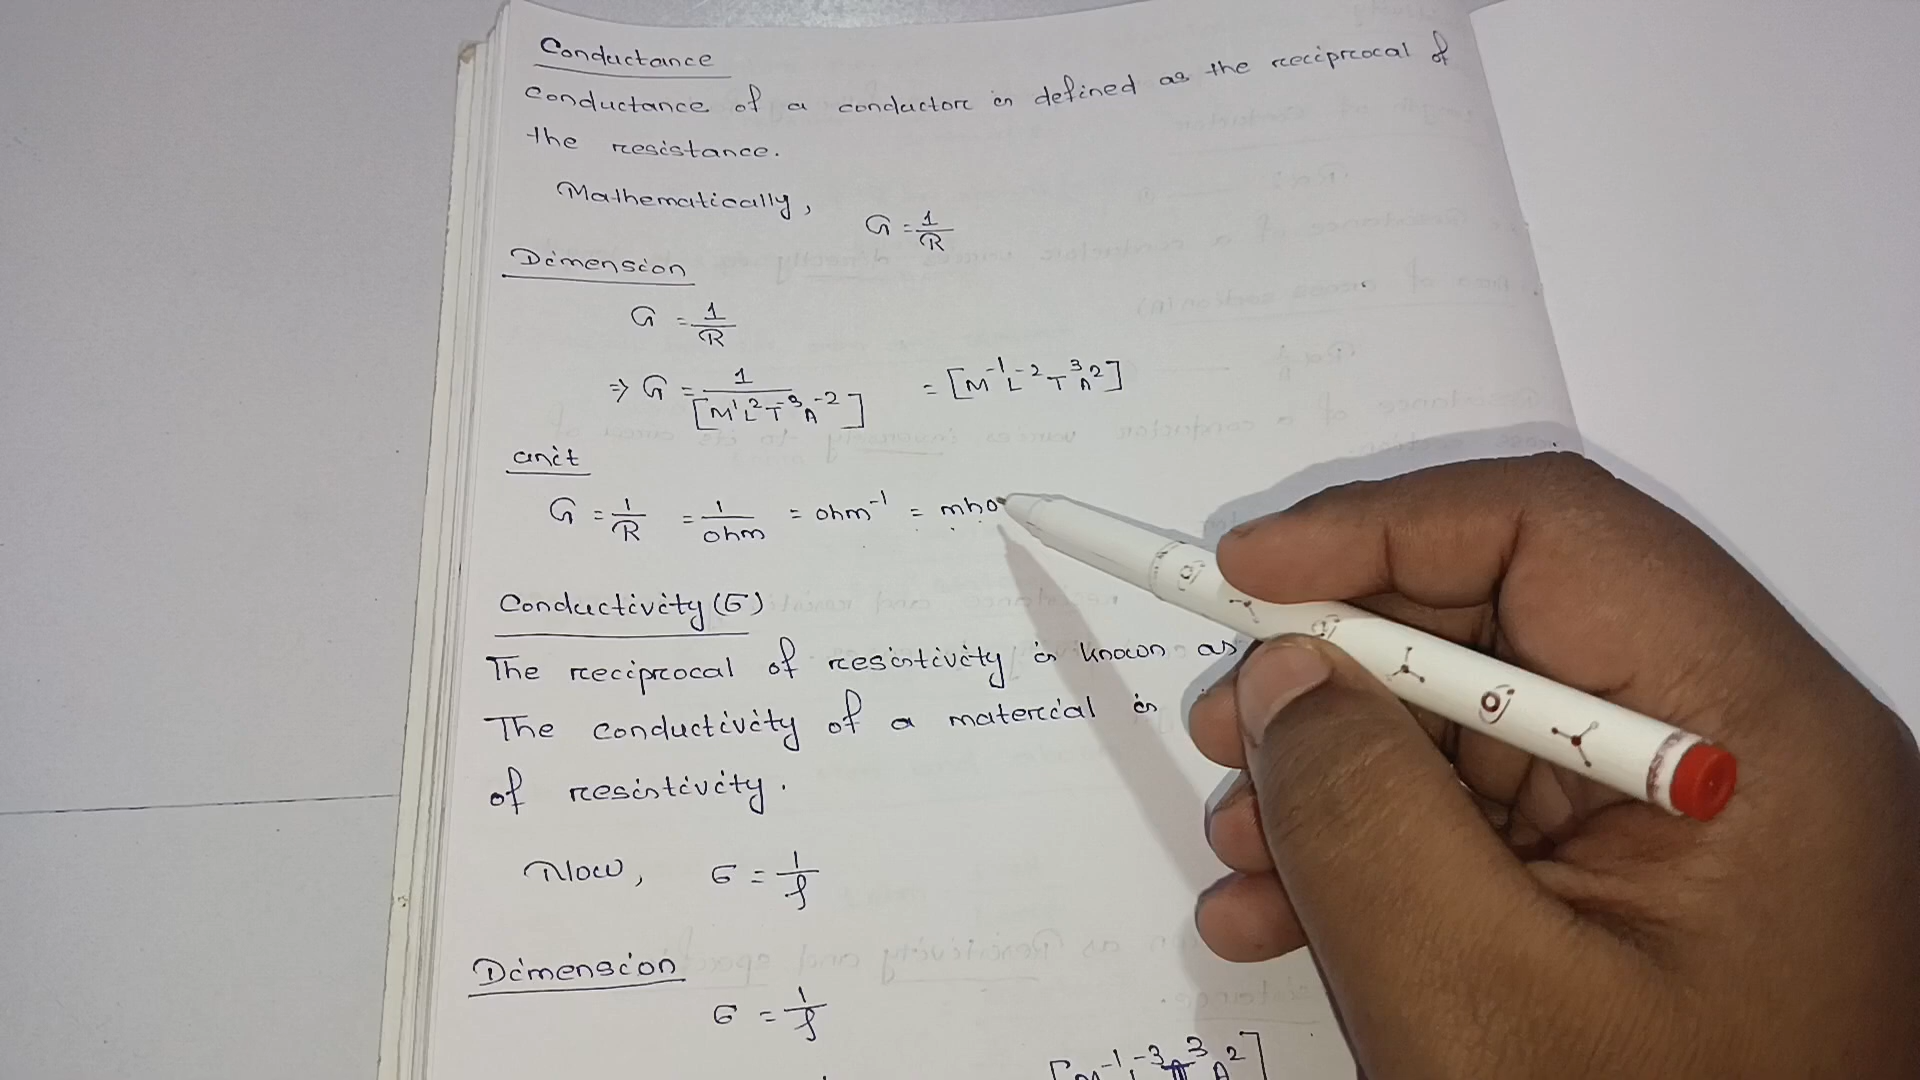 Conductance
Conductance of a conductor is defined as the reciprocal of
the resistance.
Mathematically, G = 1/R
Dimension
G = 1/R
⇒ G = 1/[M¹L²T⁻³A⁻²] = [M⁻¹L⁻²T³A²]
unit
G = 1/R = 1/ohm = ohm⁻¹ = mho
Conductivity (σ)
The reciprocal of resistivity is known as
The conductivity of a material is
of resistivity.
Now, σ = 1/ρ
Dimension
σ = 1/ρ